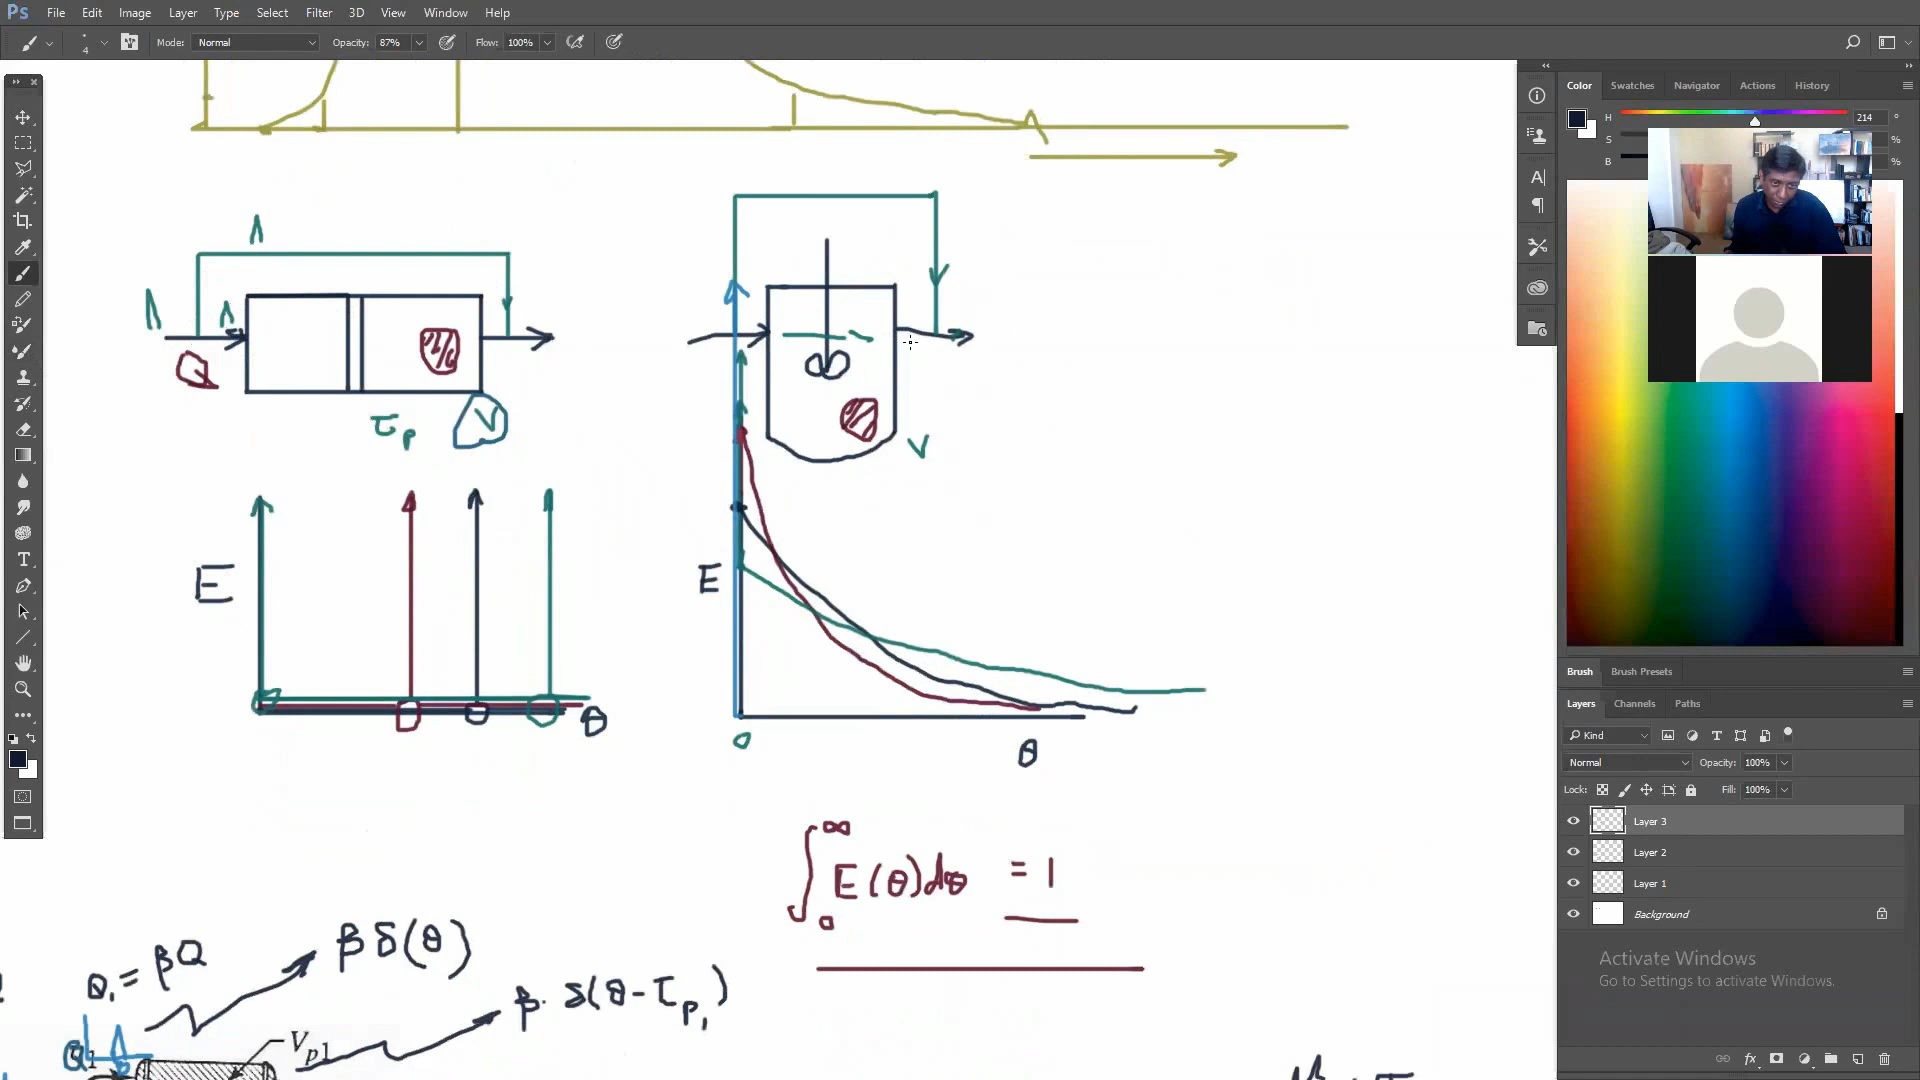 Ps File Edit Image Layer Type Select Filter 3D View Window Help
4 Mode: Normal Opacity: 87% Flow: 100%
Color Swatches Navigator Actions History
H 214 °
S %
B %
Q
τp V
V
E
θ
E
0
θ
∫0^∞ E(θ)dθ = 1
Q1 = βQ
β δ(θ)
β · δ(θ - τp1)
Q1
Vp1
Brush Brush Presets
Layers Channels Paths
Kind
Normal Opacity: 100%
Lock: Fill: 100%
Layer 3
Layer 2
Layer 1
Background
Activate Windows
Go to Settings to activate Windows.
fx